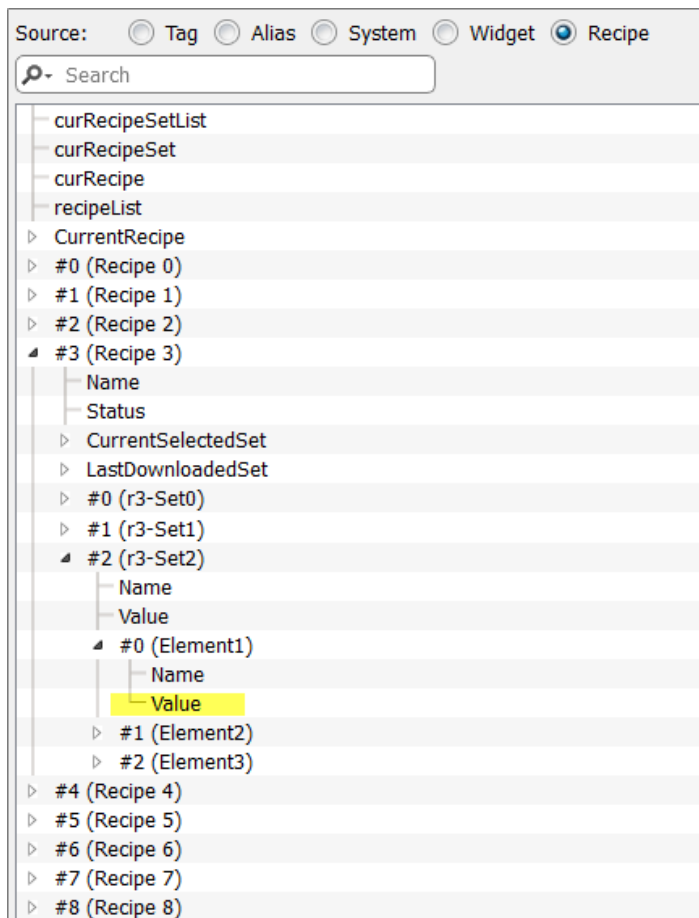 Source: Tag Alias System Widget Recipe
Search
curRecipeSetList
curRecipeSet
curRecipe
recipeList
CurrentRecipe
#0 (Recipe 0)
#1 (Recipe 1)
#2 (Recipe 2)
#3 (Recipe 3)
Name
Status
CurrentSelectedSet
LastDownloadedSet
#0 (r3-Set0)
#1 (r3-Set1)
#2 (r3-Set2)
Name
Value
#0 (Element1)
Name
Value
#1 (Element2)
#2 (Element3)
#4 (Recipe 4)
#5 (Recipe 5)
#6 (Recipe 6)
#7 (Recipe 7)
#8 (Recipe 8)